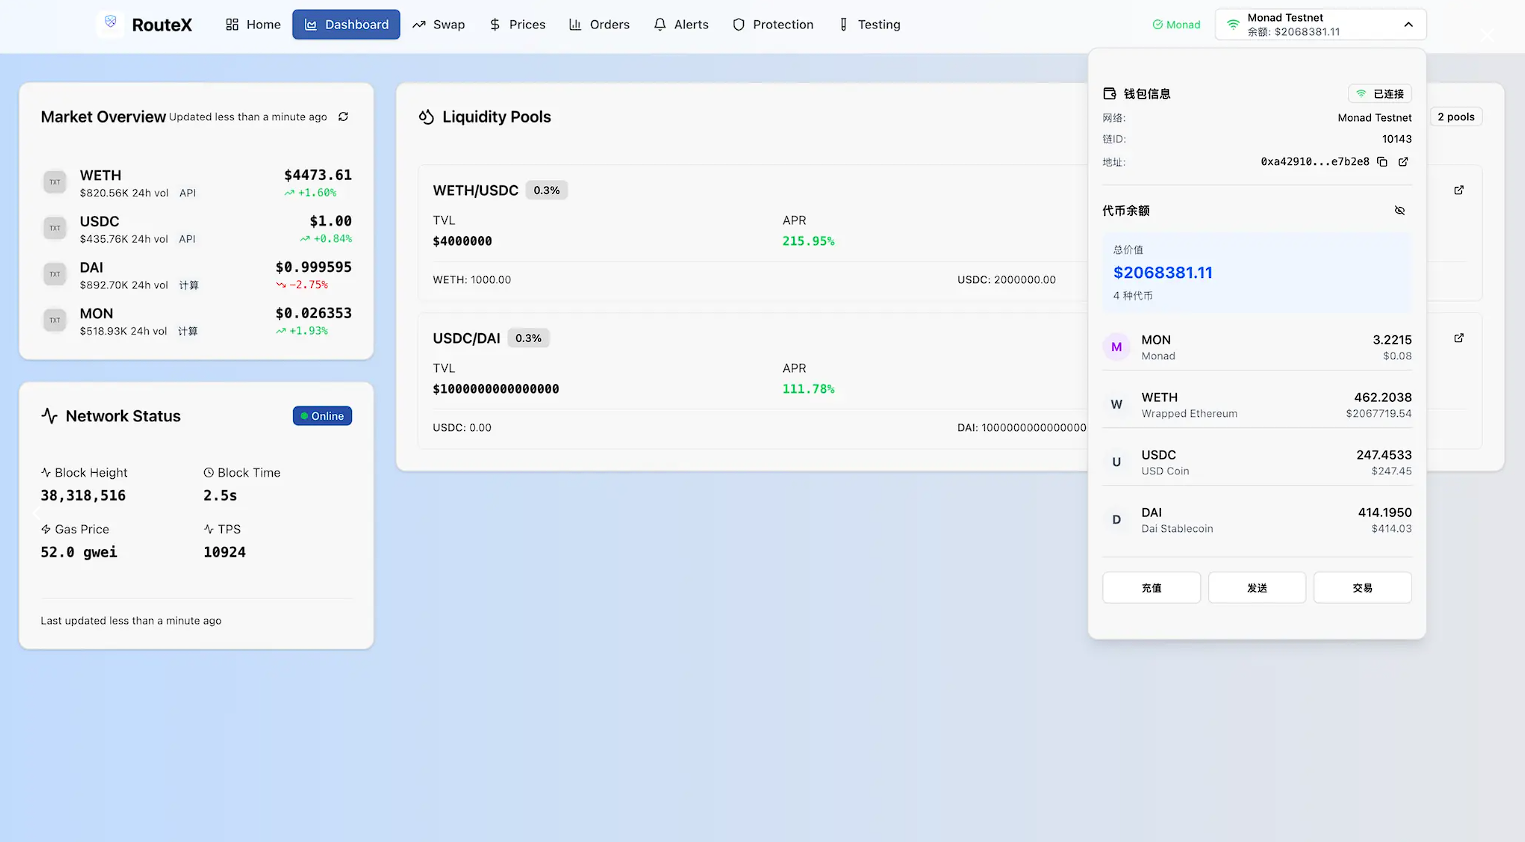 RouteX
Home
Dashboard
Swap
Prices
Orders
Alerts
Protection
Testing
Monad
Monad Testnet
余额: $2068381.11
Market Overview Updated less than a minute ago
TXT
WETH $4473.61
$820.56K 24h vol API +1.60%
TXT
USDC $1.00
$435.76K 24h vol API +0.84%
TXT
DAI $0.999595
$892.70K 24h vol 计算 -2.75%
TXT
MON $0.026353
$518.93K 24h vol 计算 +1.93%
Network Status Online
Block Height Block Time
38,318,516 2.5s
Gas Price TPS
52.0 gwei 10924
Last updated less than a minute ago
Liquidity Pools 2 pools
WETH/USDC 0.3%
TVL APR
$4000000 215.95%
WETH: 1000.00 USDC: 2000000.00
USDC/DAI 0.3%
TVL APR
$1000000000000000 111.78%
USDC: 0.00 DAI: 1000000000000000
钱包信息 已连接
网络: Monad Testnet
链ID: 10143
地址: 0xa42910...e7b2e8
代币余额
总价值
$2068381.11
4 种代币
M
MON 3.2215
Monad $0.08
W
WETH 462.2038
Wrapped Ethereum $2067719.54
U
USDC 247.4533
USD Coin $247.45
D
DAI 414.1950
Dai Stablecoin $414.03
充值 发送 交易